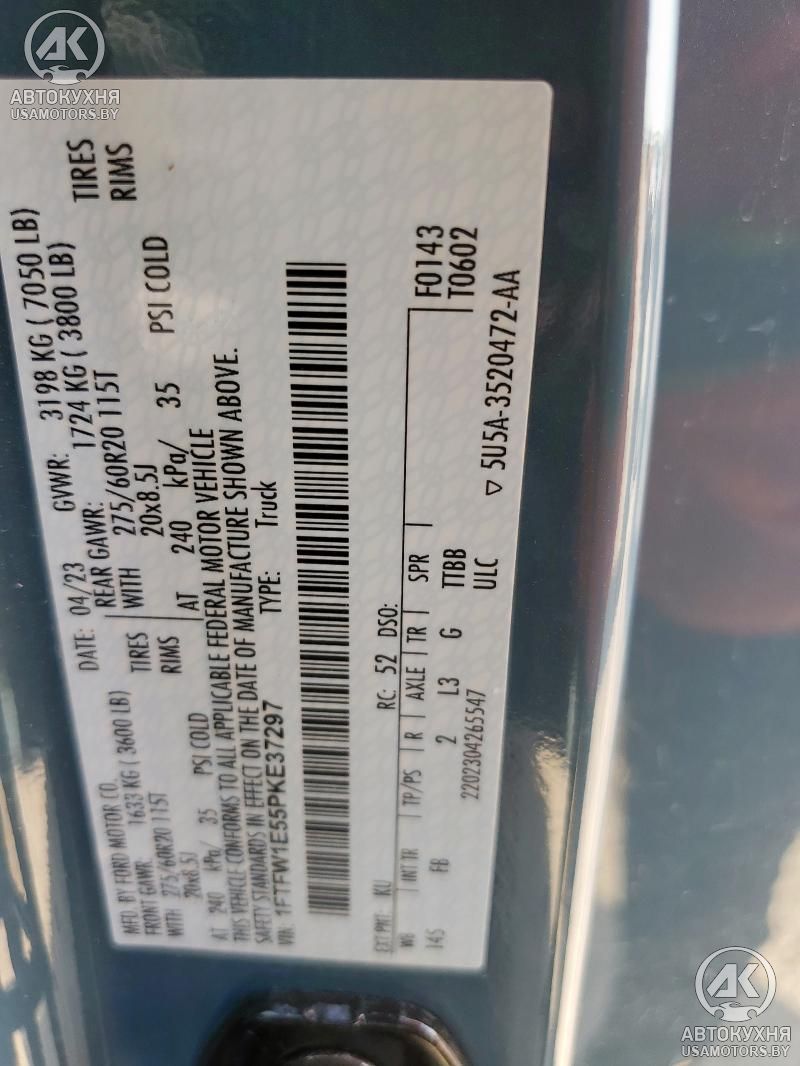 AK
АВТОКУХНЯ
USAMOTORS.BY
MFD. BY FORD MOTOR CO.
DATE: 04/23 GVWR: 3198 KG ( 7050 LB)
FRONT GAWR: 1633 KG ( 3600 LB) REAR GAWR: 1724 KG ( 3800 LB)
WITH 275/60R20 115T TIRES WITH 275/60R20 115T TIRES
20x8.5J RIMS 20x8.5J RIMS
AT 240 kPa/ 35 PSI COLD AT 240 kPa/ 35 PSI COLD
THIS VEHICLE CONFORMS TO ALL APPLICABLE FEDERAL MOTOR VEHICLE
SAFETY STANDARDS IN EFFECT ON THE DATE OF MANUFACTURE SHOWN ABOVE.
VIN: 1FTFW1E55PKE37297 TYPE: Truck
EXT PNT: KU RC: 52 DSO: F0143
T0602
WB INT TR TP/PS R AXLE TR SPR
145 FB 2 L3 G TTBB
2202304265547 ULC
▽ 5U5A-3520472-AA
AK
АВТОКУХНЯ
USAMOTORS.BY